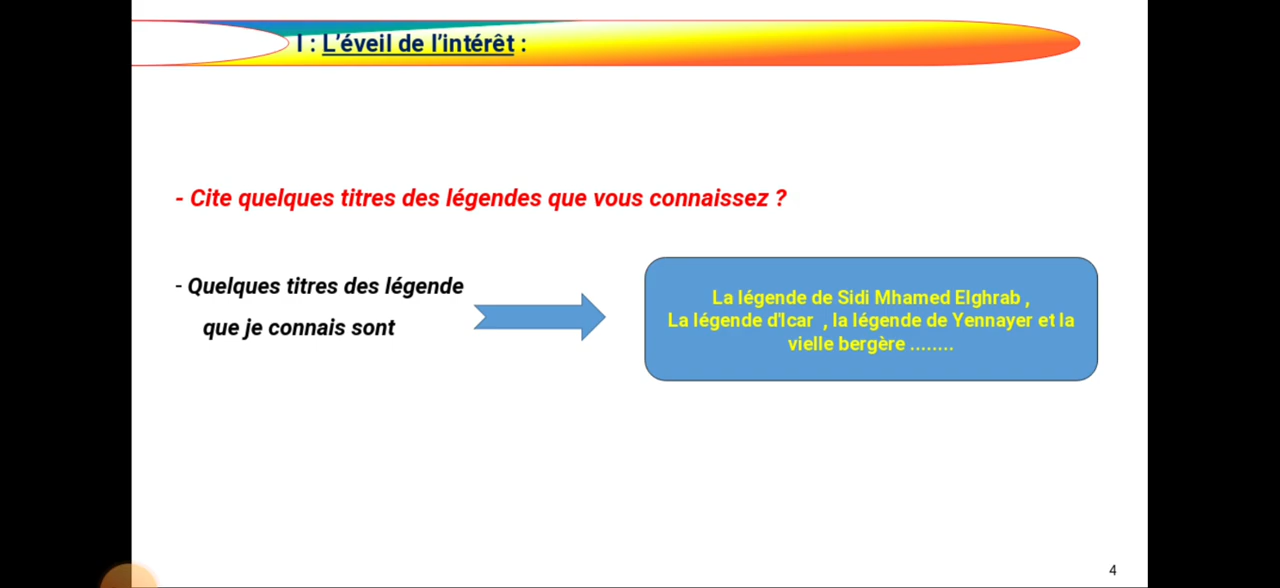 I : L’éveil de l’intérêt :
- Cite quelques titres des légendes que vous connaissez ?
- Quelques titres des légende
que je connais sont
La légende de Sidi Mhamed Elghrab ,
La légende d'Icar , la légende de Yennayer et la
vielle bergère ........
4